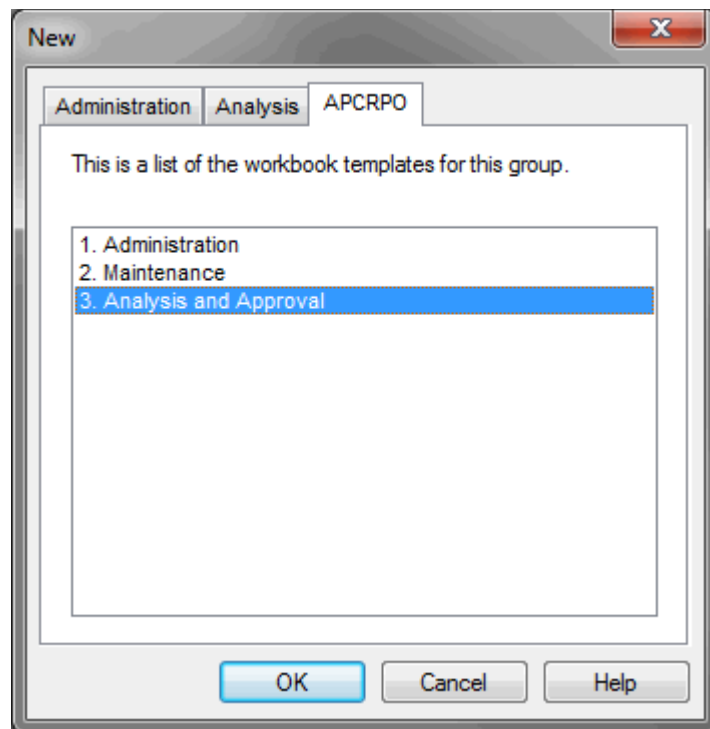 New
Administration Analysis APCRPO
This is a list of the workbook templates for this group.
1. Administration
2. Maintenance
3. Analysis and Approval
OK Cancel Help